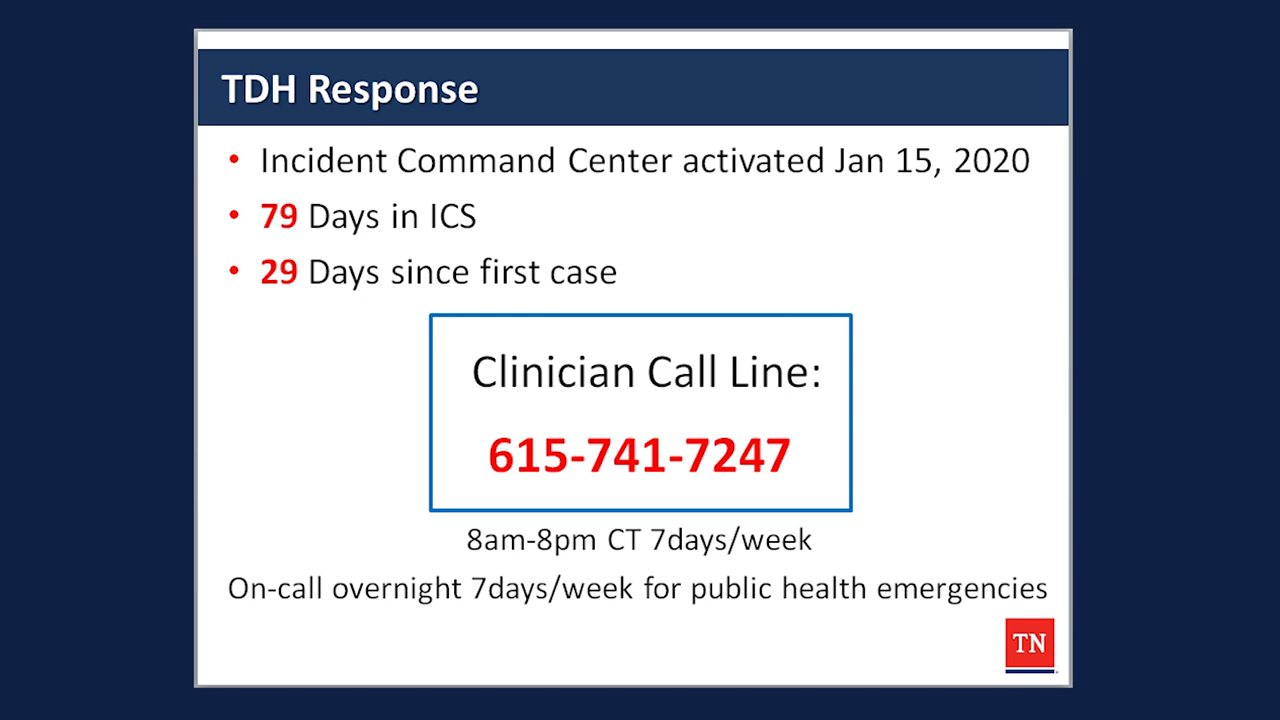 TDH Response
• Incident Command Center activated Jan 15, 2020
• 79 Days in ICS
• 29 Days since first case
Clinician Call Line:
615-741-7247
8am-8pm CT 7days/week
On-call overnight 7days/week for public health emergencies
TN